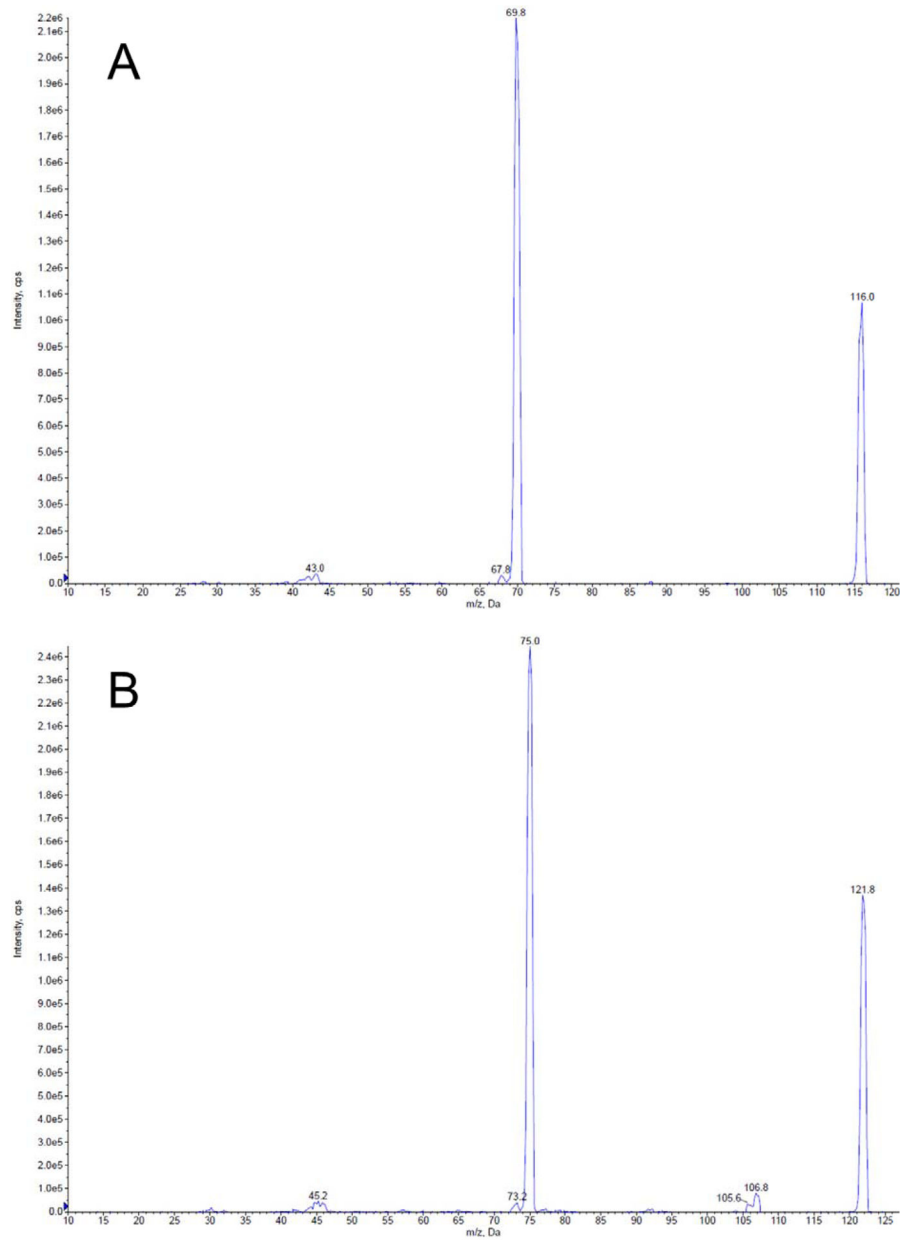 A
2.2e6
2.1e6
2.0e6
1.9e6
1.8e6
1.7e6
1.6e6
1.5e6
1.4e6
1.3e6
1.2e6
1.1e6
1.0e6
9.0e5
8.0e5
7.0e5
6.0e5
5.0e5
4.0e5
3.0e5
2.0e5
1.0e5
0.0
Intensity, cps
69.8
116.0
43.0
67.8
10 15 20 25 30 35 40 45 50 55 60 65 70 75 80 85 90 95 100 105 110 115 120
m/z, Da
B
2.4e6
2.3e6
2.2e6
2.1e6
2.0e6
1.9e6
1.8e6
1.7e6
1.6e6
1.5e6
1.4e6
1.3e6
1.2e6
1.1e6
1.0e6
9.0e5
8.0e5
7.0e5
6.0e5
5.0e5
4.0e5
3.0e5
2.0e5
1.0e5
0.0
Intensity, cps
75.0
121.8
45.2
73.2
105.6
106.8
10 15 20 25 30 35 40 45 50 55 60 65 70 75 80 85 90 95 100 105 110 115 120 125
m/z, Da